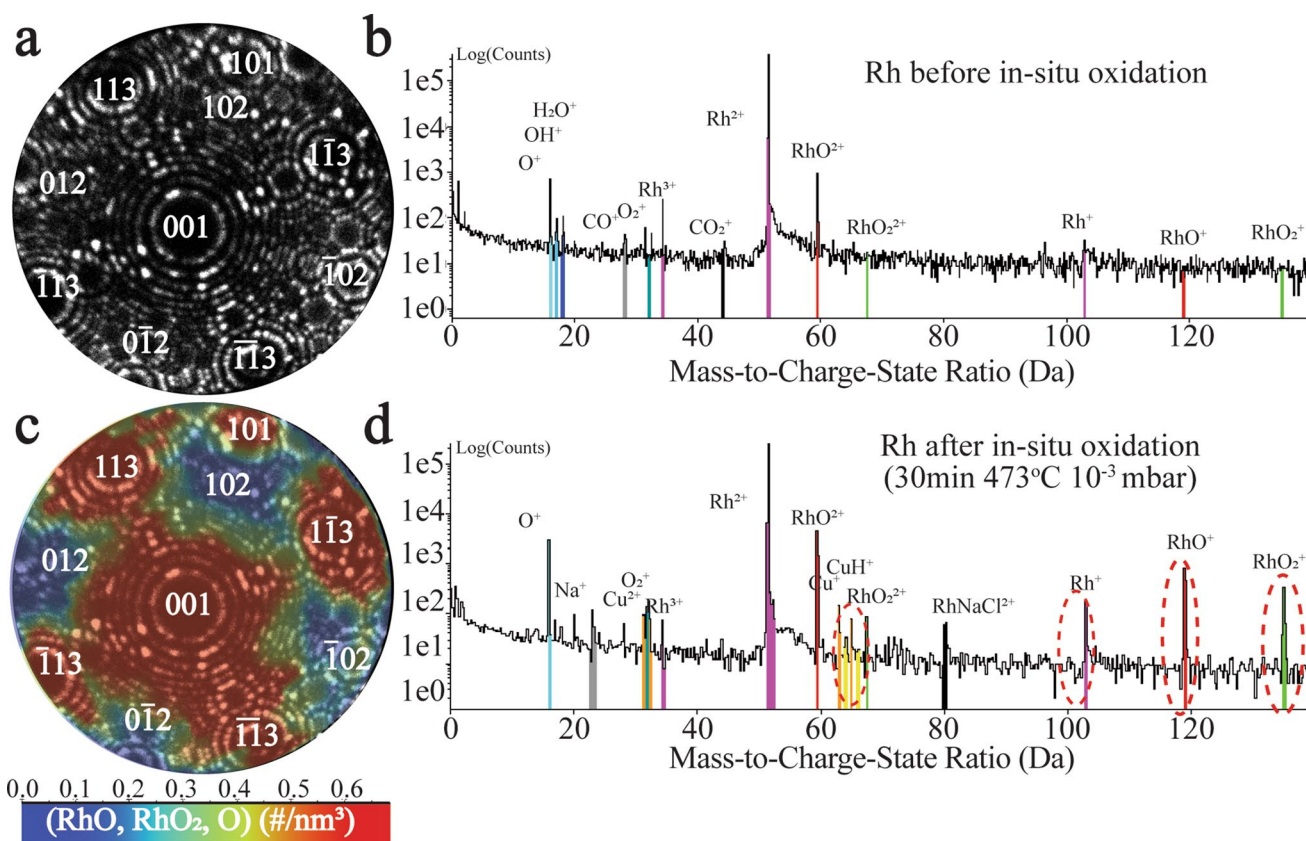 a
113
101
102
11̄3
012
001
1̄13
1̄02
01̄2
1̄1̄3
b
Log(Counts)
Rh before in-situ oxidation
1e5
1e4
1e3
1e2
1e1
1e0
O⁺
OH⁺
H₂O⁺
CO⁺
O₂⁺
Rh³⁺
CO₂⁺
Rh²⁺
RhO²⁺
RhO₂²⁺
Rh⁺
RhO⁺
RhO₂⁺
0 20 40 60 80 100 120
Mass-to-Charge-State Ratio (Da)
c
101
113
102
11̄3
012
001
1̄13
1̄02
01̄2
1̄1̄3
0.0 0.1 0.2 0.3 0.4 0.5 0.6
(RhO, RhO₂, O) (#/nm³)
d
Log(Counts)
Rh after in-situ oxidation
(30min 473°C 10⁻³ mbar)
1e5
1e4
1e3
1e2
1e1
1e0
O⁺
Na⁺
Cu²⁺
O₂⁺
Rh³⁺
Rh²⁺
RhO²⁺
Cu⁺
CuH⁺
RhO₂²⁺
RhNaCl²⁺
Rh⁺
RhO⁺
RhO₂⁺
0 20 40 60 80 100 120
Mass-to-Charge-State Ratio (Da)